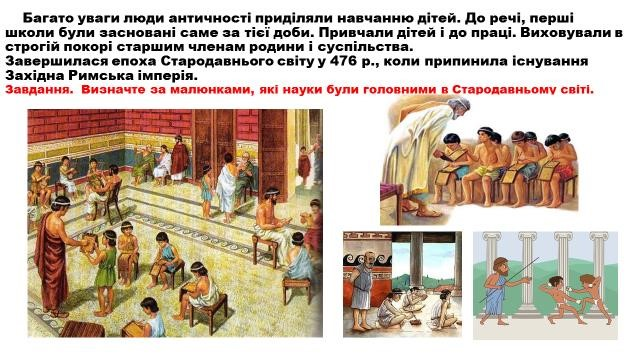 Багато уваги люди античності приділяли навчанню дітей. До речі, перші
школи були засновані саме за тієї доби. Привчали дітей і до праці. Виховували в
строгій покорі старшим членам родини і суспільства.
Завершилася епоха Стародавнього світу у 476 р., коли припинила існування
Західна Римська імперія.
Завдання. Визначте за малюнками, які науки були головними в Стародавньому світі.